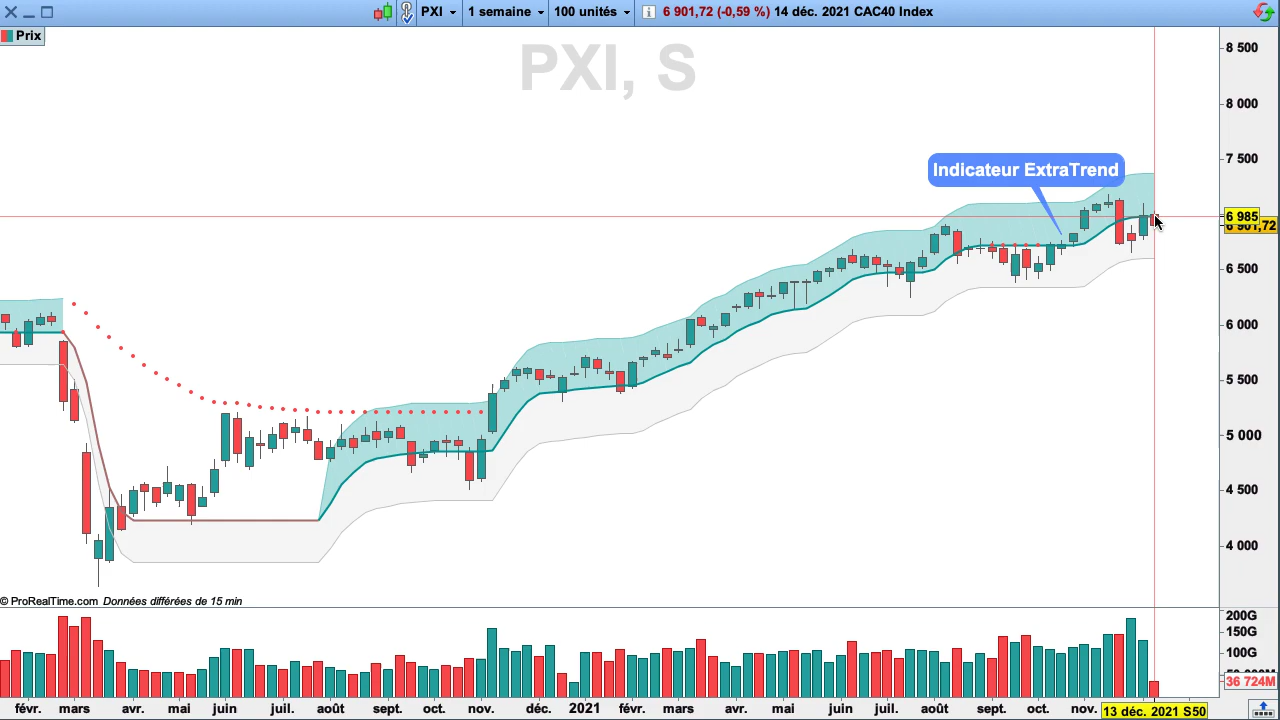 PXI 1 semaine 100 unités 6 901,72 (-0,59 %) 14 déc. 2021 CAC40 Index
Prix
PXI, S
8 500
8 000
7 500
Indicateur ExtraTrend
6 985
6 901,72
6 500
6 000
5 500
5 000
4 500
4 000
© ProRealTime.com Données différées de 15 min
200G
150G
100G
36 724M
févr. mars avr. mai juin juil. août sept. oct. nov. déc. 2021 févr. mars avr. mai juin juil. août sept. oct. nov. 13 déc. 2021 S50